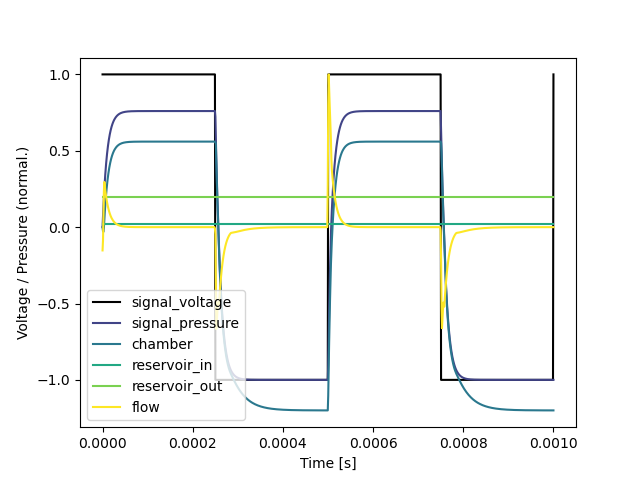 1.0
0.5
0.0
−0.5
−1.0
Voltage / Pressure (normal.)
signal_voltage
signal_pressure
chamber
reservoir_in
reservoir_out
flow
0.0000 0.0002 0.0004 0.0006 0.0008 0.0010
Time [s]